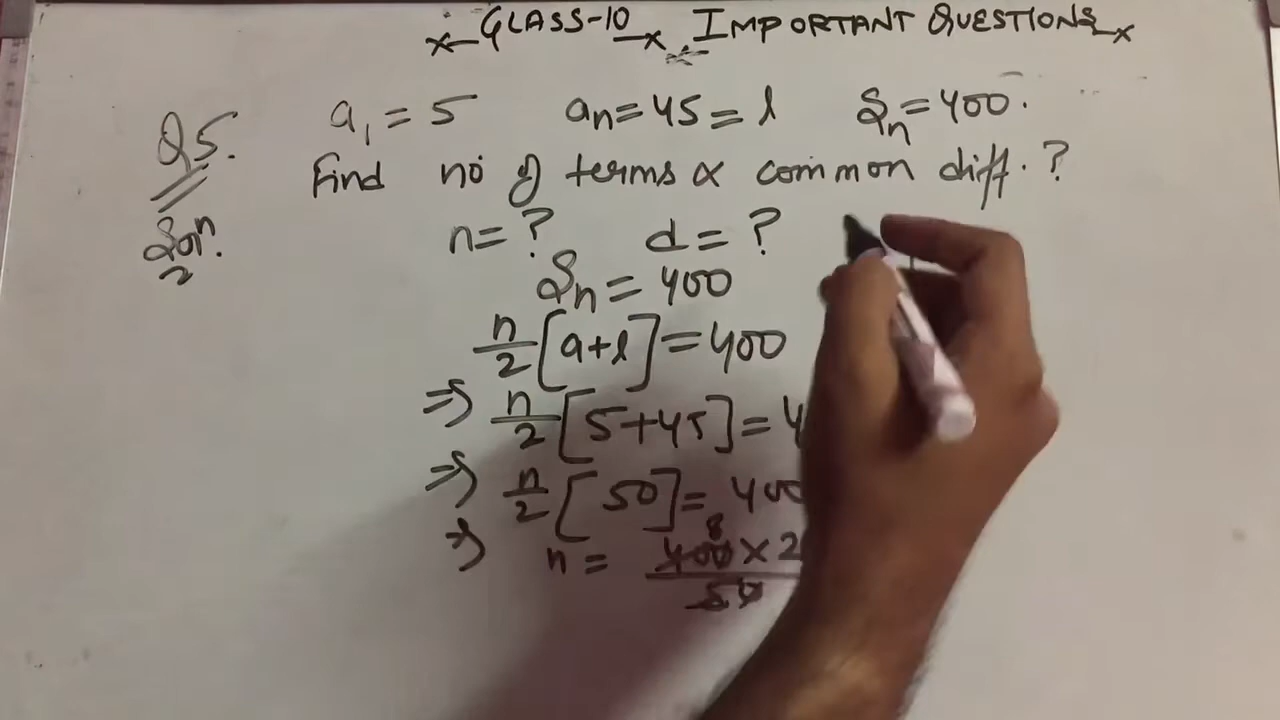 CLASS-10 IMPORTANT QUESTIONS
Q5. a₁ = 5 aₙ = 45 = l Sₙ = 400.
Find no of terms & common diff. ?
Solⁿ. n = ? d = ?
Sₙ = 400
n/2 [a+l] = 400
⇒ n/2 [5+45] = 4
⇒ n/2 [50] = 400
⇒ n = 400 8 × 2 / 50